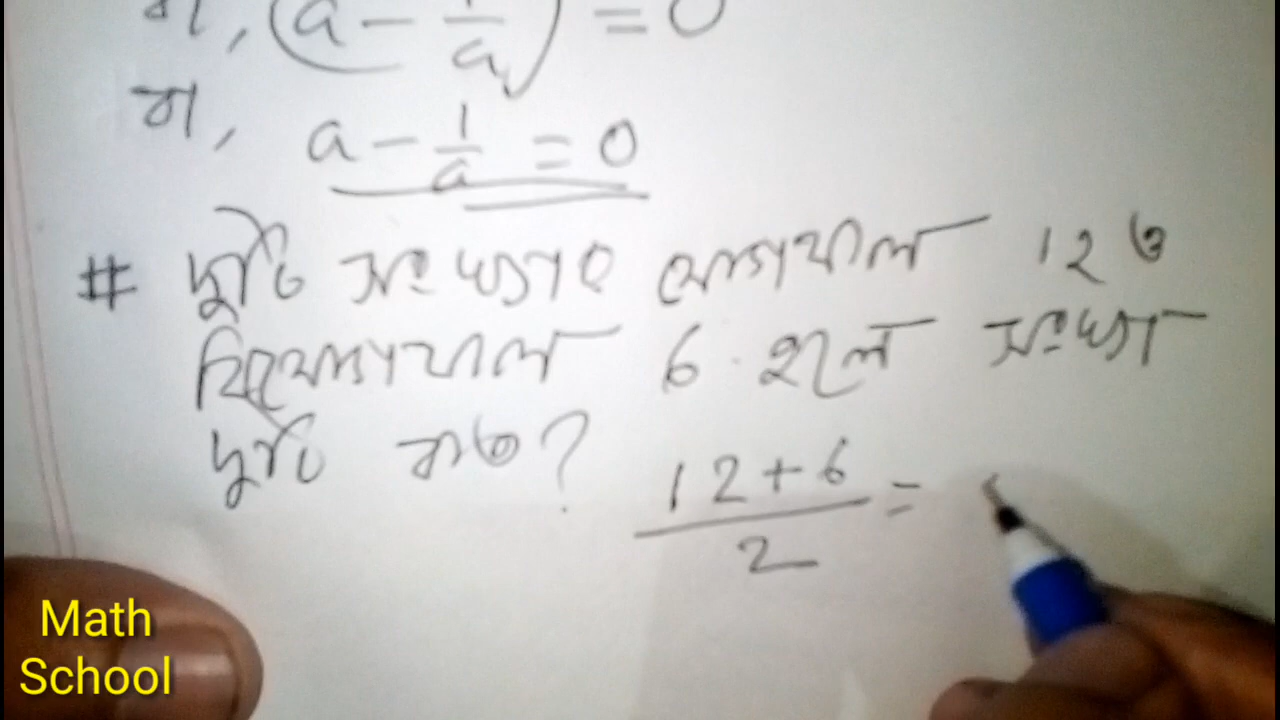 বা, (a - 1/a) = 0
বা, a - 1/a = 0
# দুটি সংখ্যার যোগফল 12 ও
বিয়োগফল 6 হলে সংখ্যা
দুটি কত?
12+6/2 =
Math
School